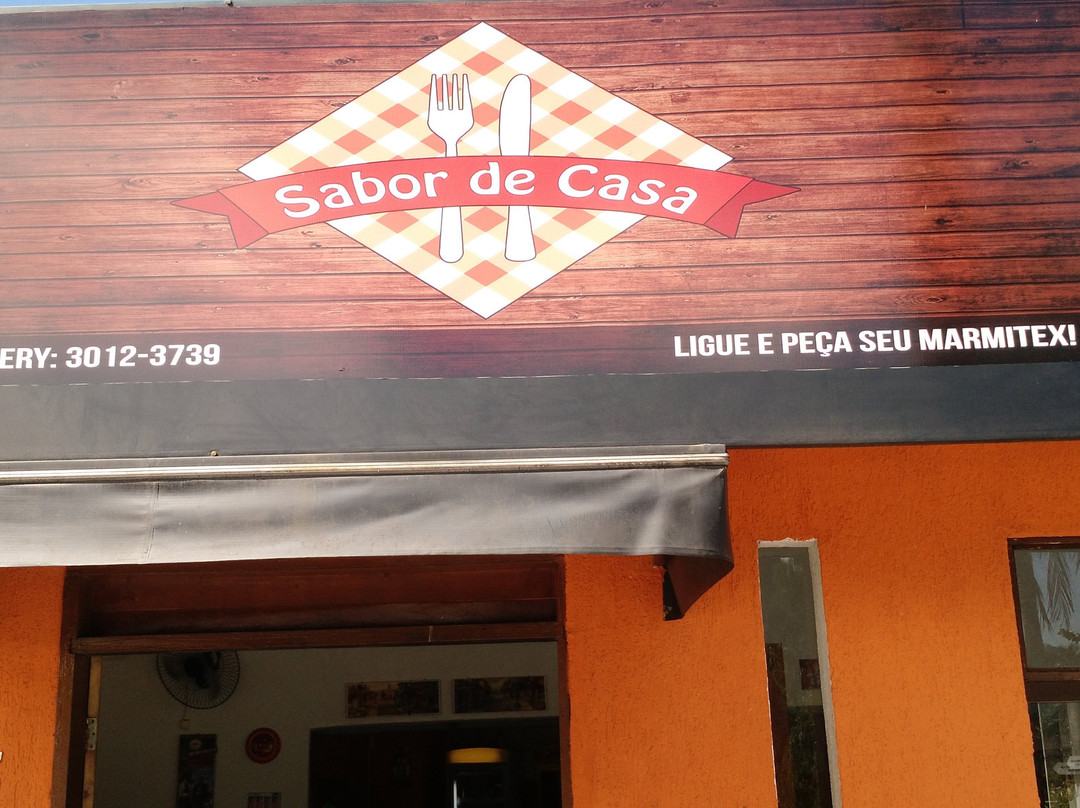 Sabor de Casa
ERY: 3012-3739
LIGUE E PEÇA SEU MARMITEX!